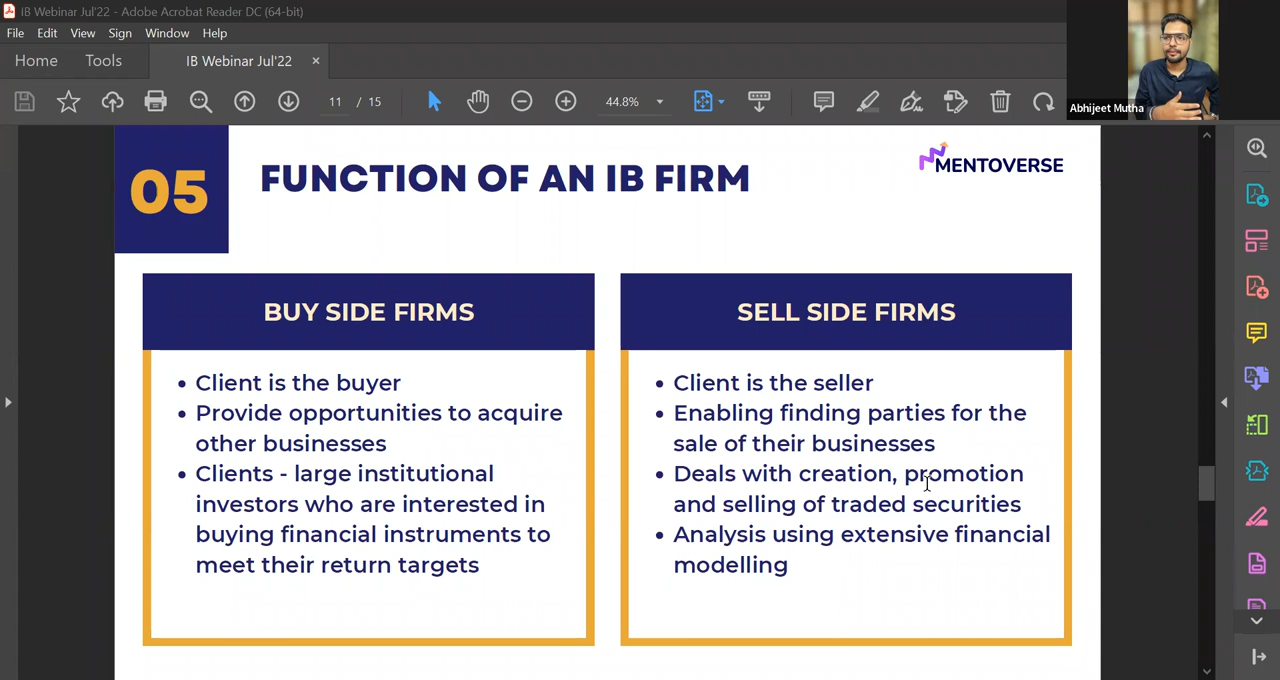 IB Webinar Jul'22 - Adobe Acrobat Reader DC (64-bit)
File Edit View Sign Window Help
Home Tools IB Webinar Jul'22 ×
11 / 15 44.8%
Abhijeet Mutha
05
FUNCTION OF AN IB FIRM
MENTOVERSE
BUY SIDE FIRMS
• Client is the buyer
• Provide opportunities to acquire
other businesses
• Clients - large institutional
investors who are interested in
buying financial instruments to
meet their return targets
SELL SIDE FIRMS
• Client is the seller
• Enabling finding parties for the
sale of their businesses
• Deals with creation, promotion
and selling of traded securities
• Analysis using extensive financial
modelling